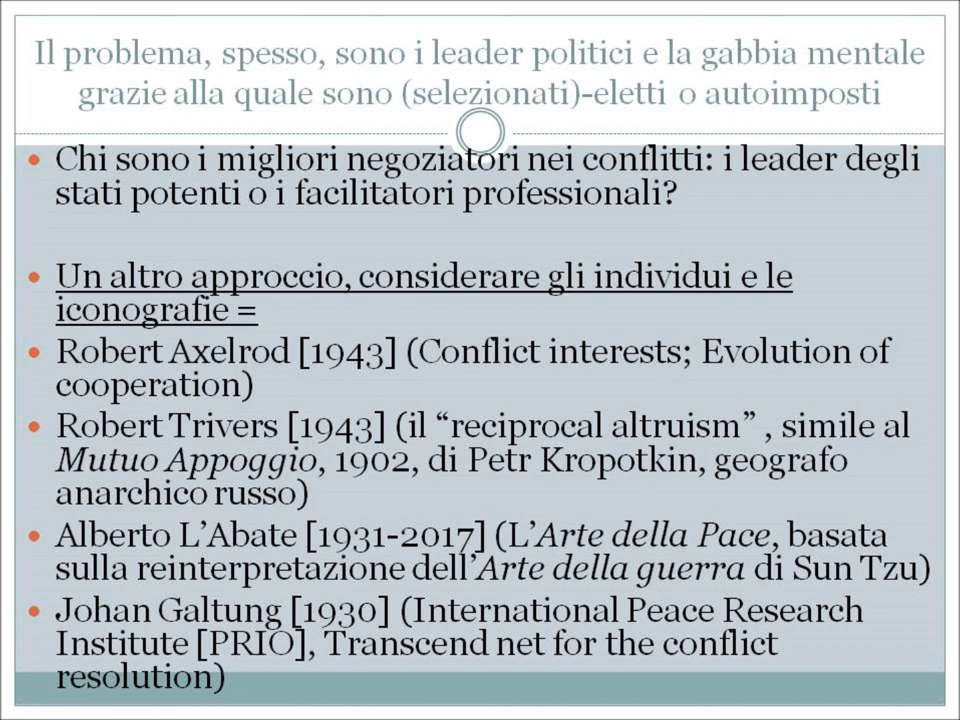 Il problema, spesso, sono i leader politici e la gabbia mentale
grazie alla quale sono (selezionati)-eletti o autoimposti
• Chi sono i migliori negoziatori nei conflitti: i leader degli
stati potenti o i facilitatori professionali?
• Un altro approccio, considerare gli individui e le
iconografie =
• Robert Axelrod [1943] (Conflict interests; Evolution of
cooperation)
• Robert Trivers [1943] (il “reciprocal altruism” , simile al
Mutuo Appoggio, 1902, di Petr Kropotkin, geografo
anarchico russo)
• Alberto L’Abate [1931-2017] (L’Arte della Pace, basata
sulla reinterpretazione dell’Arte della guerra di Sun Tzu)
• Johan Galtung [1930] (International Peace Research
Institute [PRIO], Transcend net for the conflict
resolution)